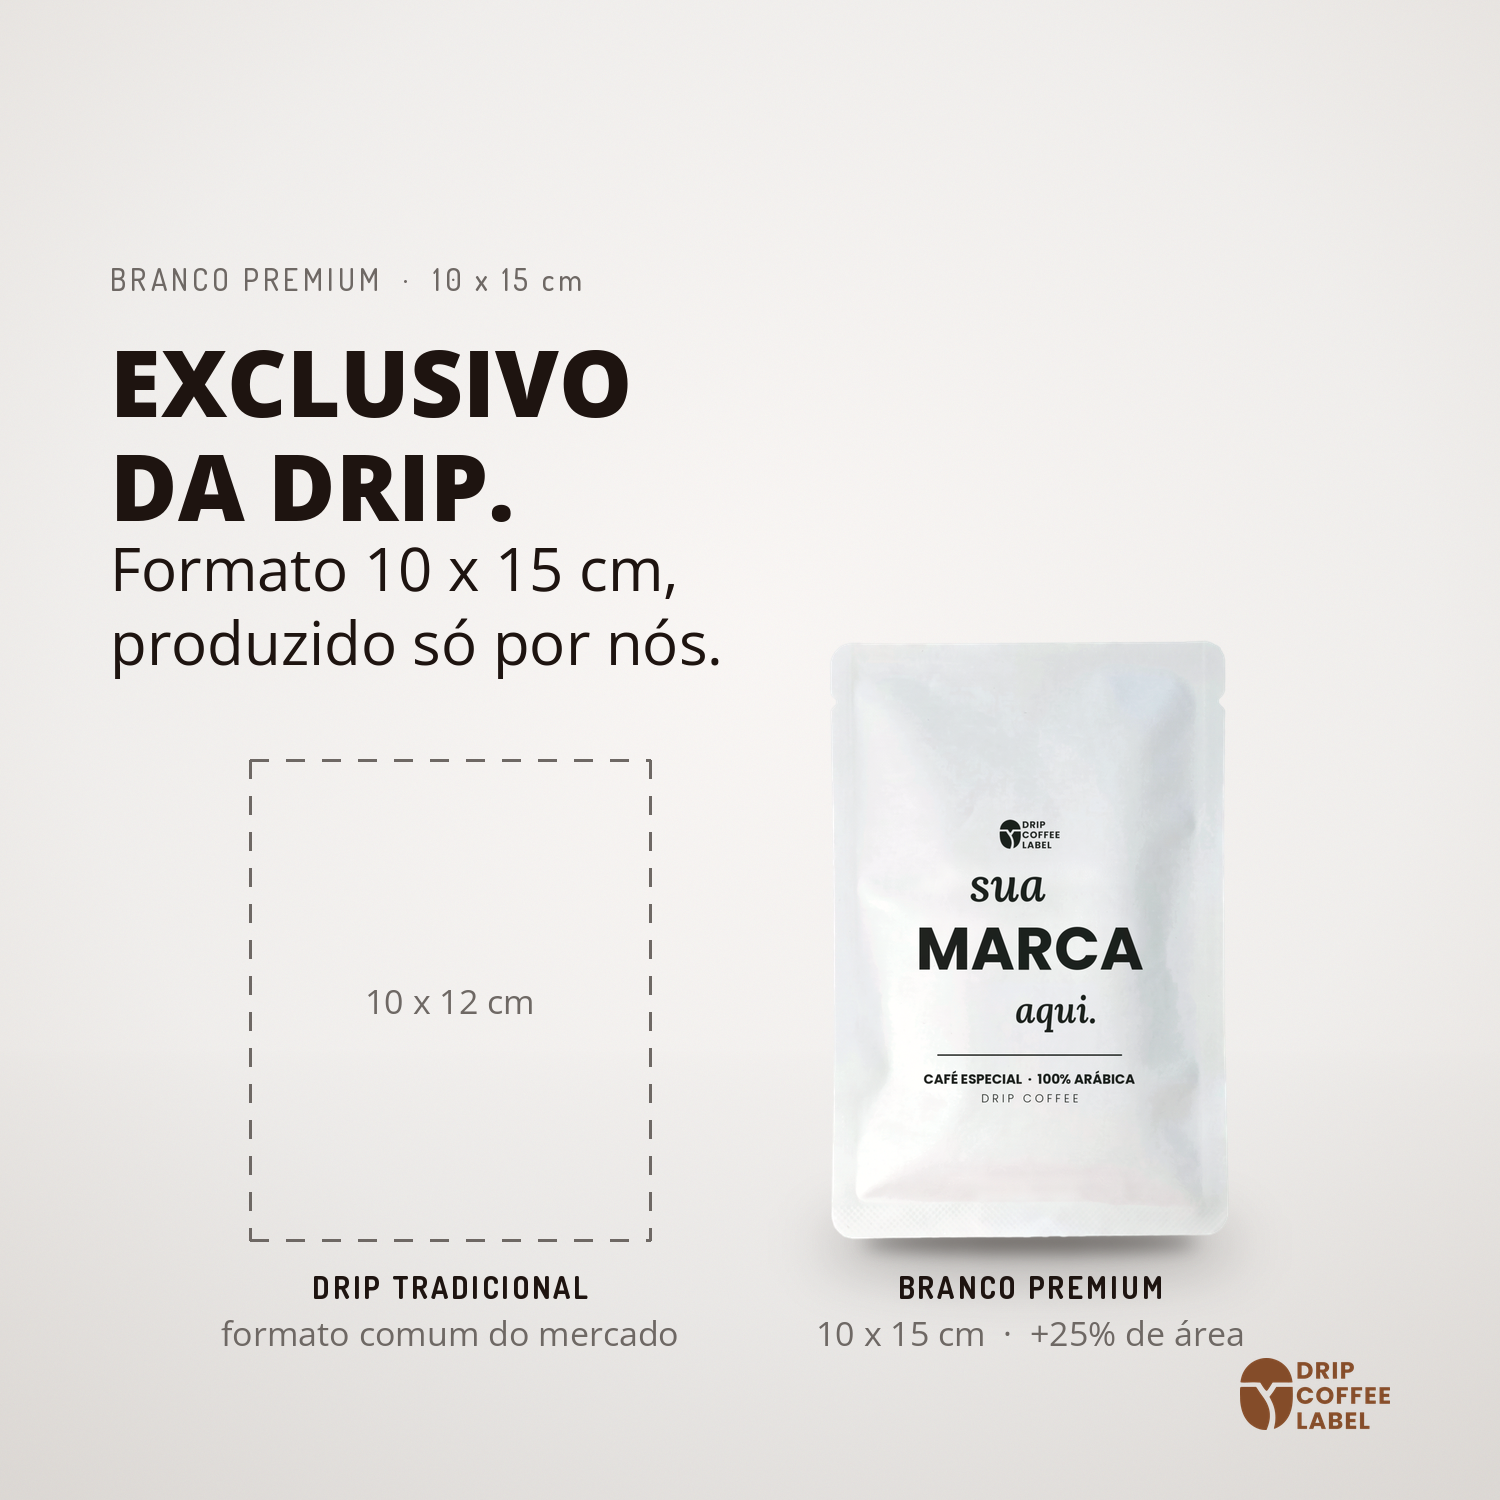 BRANCO PREMIUM · 10 x 15 cm
EXCLUSIVO
DA DRIP.
Formato 10 x 15 cm,
produzido só por nós.
10 x 12 cm
DRIP TRADICIONAL
formato comum do mercado
DRIP
COFFEE
LABEL
sua
MARCA
aqui.
CAFÉ ESPECIAL · 100% ARÁBICA
DRIP COFFEE
BRANCO PREMIUM
10 x 15 cm · +25% de área
DRIP
COFFEE
LABEL